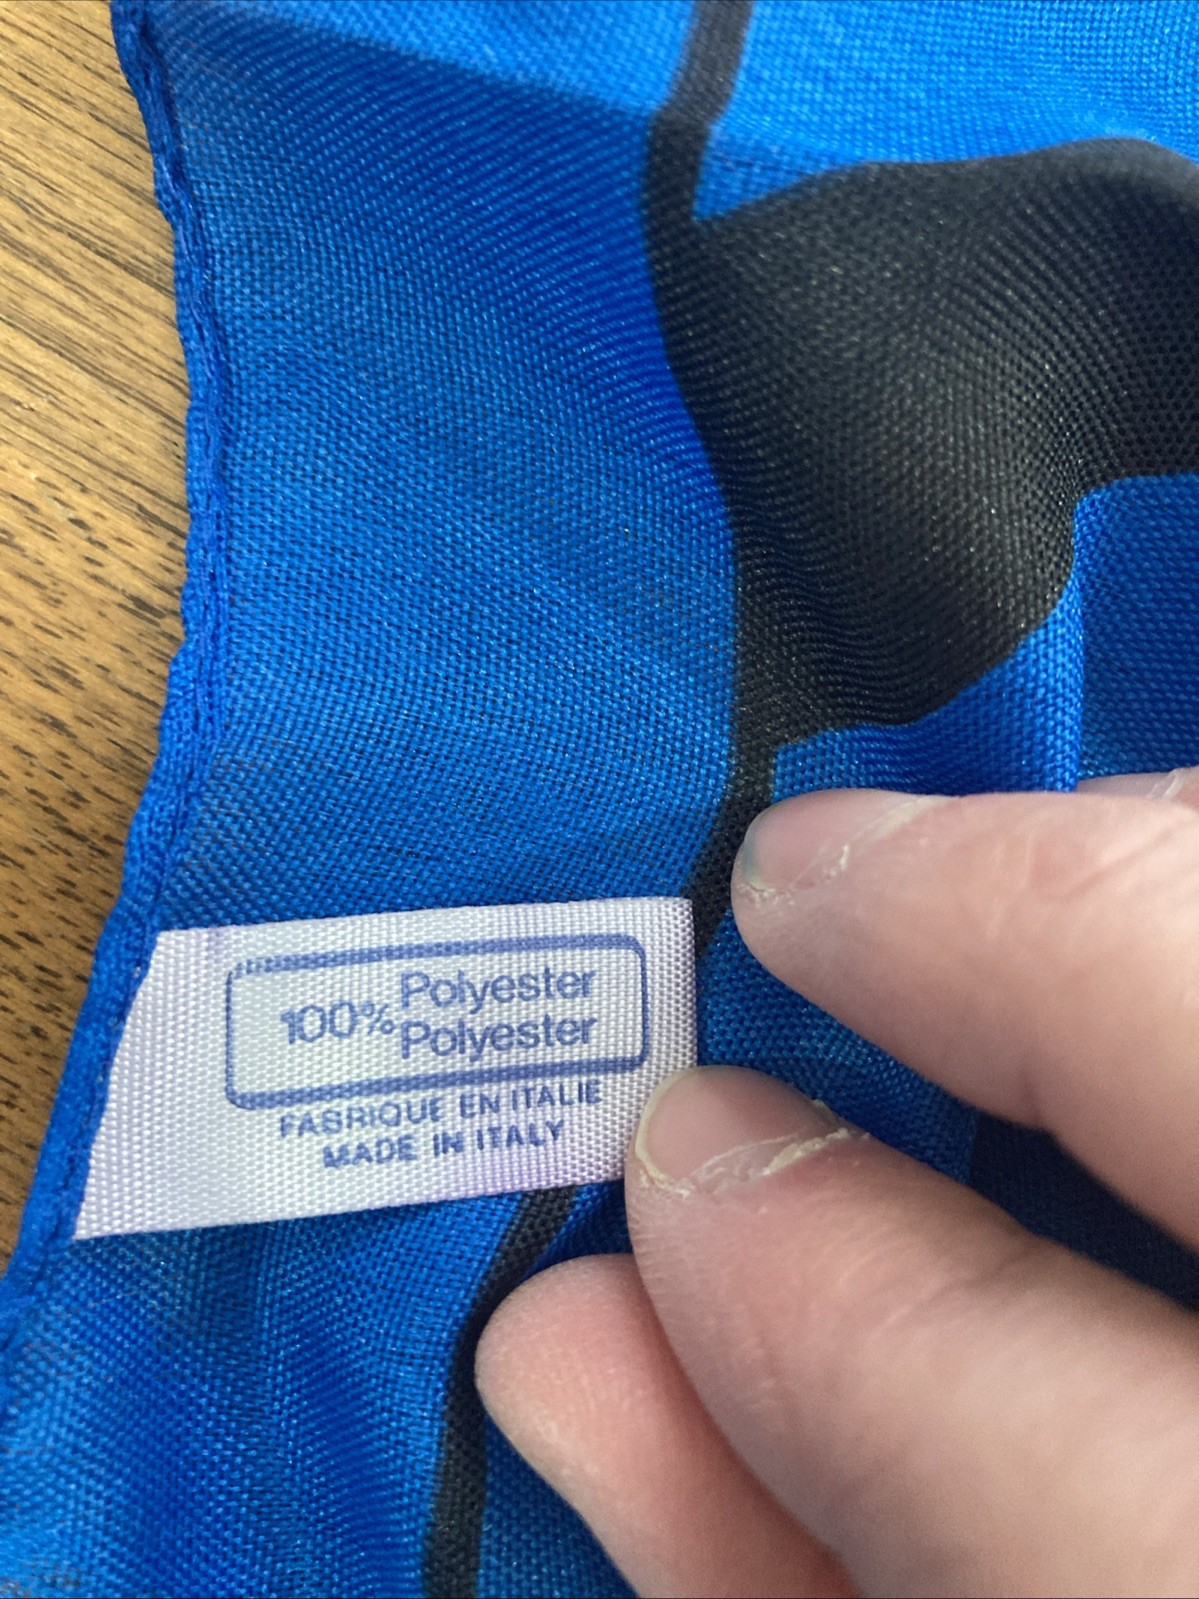 100% Polyester
Polyester
FABRIQUE EN ITALIE
MADE IN ITALY